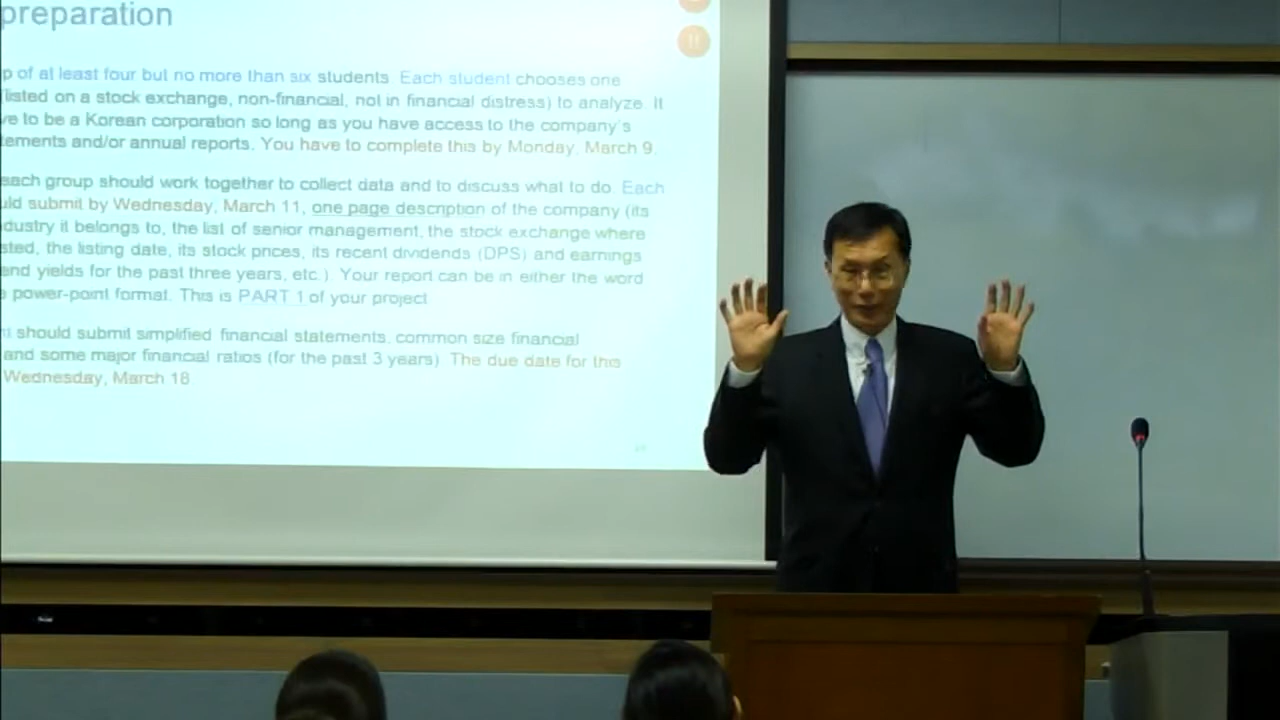 preparation
p of at least four but no more than six students. Each student chooses one
(listed on a stock exchange, non-financial, not in financial distress) to analyze. It
ve to be a Korean corporation so long as you have access to the company's
tements and/or annual reports. You have to complete this by Monday, March 9.
each group should work together to collect data and to discuss what to do. Each
uld submit by Wednesday, March 11, one page description of the company (its
dustry it belongs to, the list of senior management, the stock exchange where
sted, the listing date, its stock prices, its recent dividends (DPS) and earnings
end yields for the past three years, etc.). Your report can be in either the word
power-point format. This is PART 1 of your project
should submit simplified financial statements, common size financial
and some major financial ratios (for the past 3 years). The due date for this
Wednesday, March 18